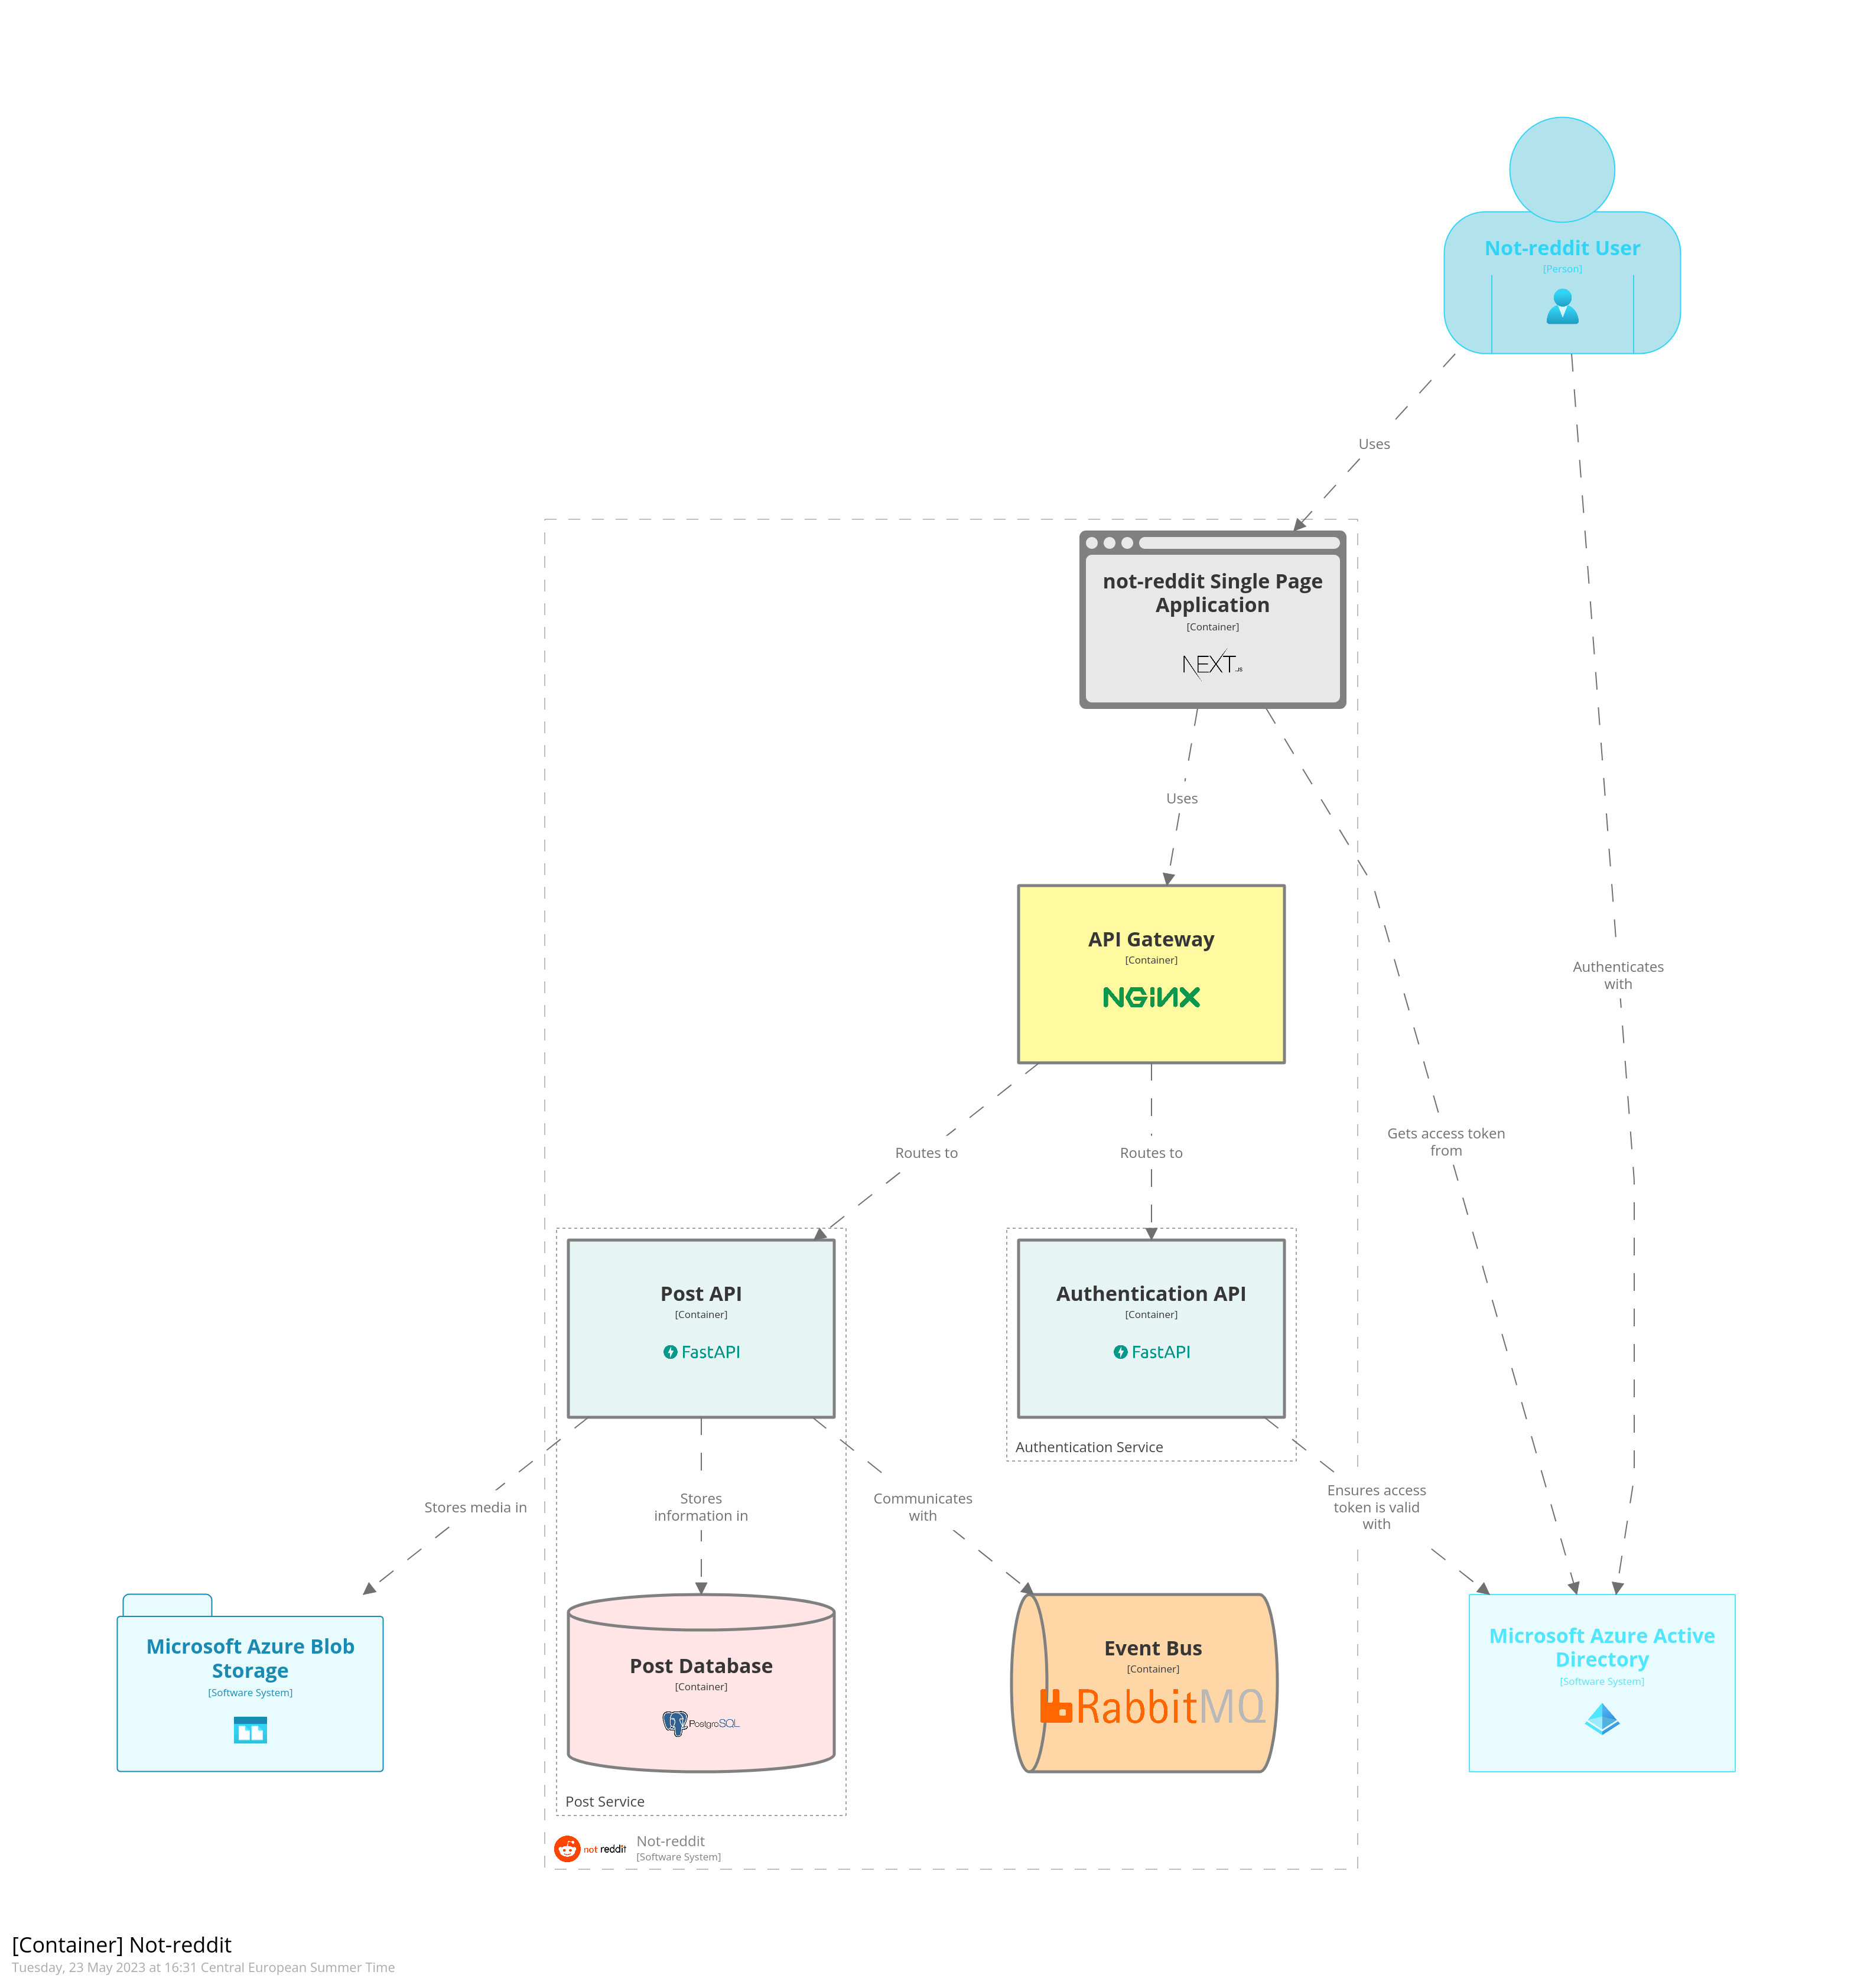 Not-reddit User
[Person]
Uses
not-reddit Single Page
Application
[Container]
NEXT.JS
Uses
API Gateway
[Container]
NGINX
Authenticates
with
Gets access token
from
Routes to
Routes to
Post API
[Container]
FastAPI
Authentication API
[Container]
FastAPI
Authentication Service
Stores media in
Stores
information in
Communicates
with
Ensures access
token is valid
with
Microsoft Azure Blob
Storage
[Software System]
Post Database
[Container]
PostgreSQL
Post Service
Event Bus
[Container]
RabbitMQ
Microsoft Azure Active
Directory
[Software System]
not reddit
Not-reddit
[Software System]
[Container] Not-reddit
Tuesday, 23 May 2023 at 16:31 Central European Summer Time